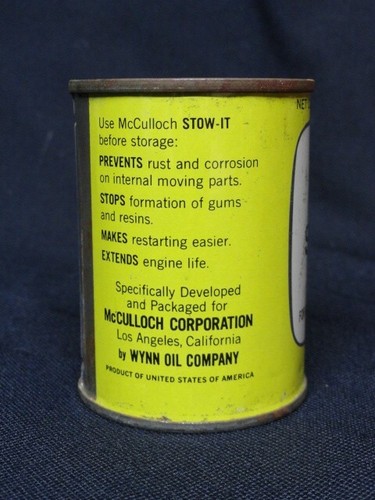 Use McCulloch STOW-IT
before storage:
PREVENTS rust and corrosion
on internal moving parts.
STOPS formation of gums
and resins.
MAKES restarting easier.
EXTENDS engine life.
Specifically Developed
and Packaged for
McCULLOCH CORPORATION
Los Angeles, California
by WYNN OIL COMPANY
PRODUCT OF UNITED STATES OF AMERICA
NET